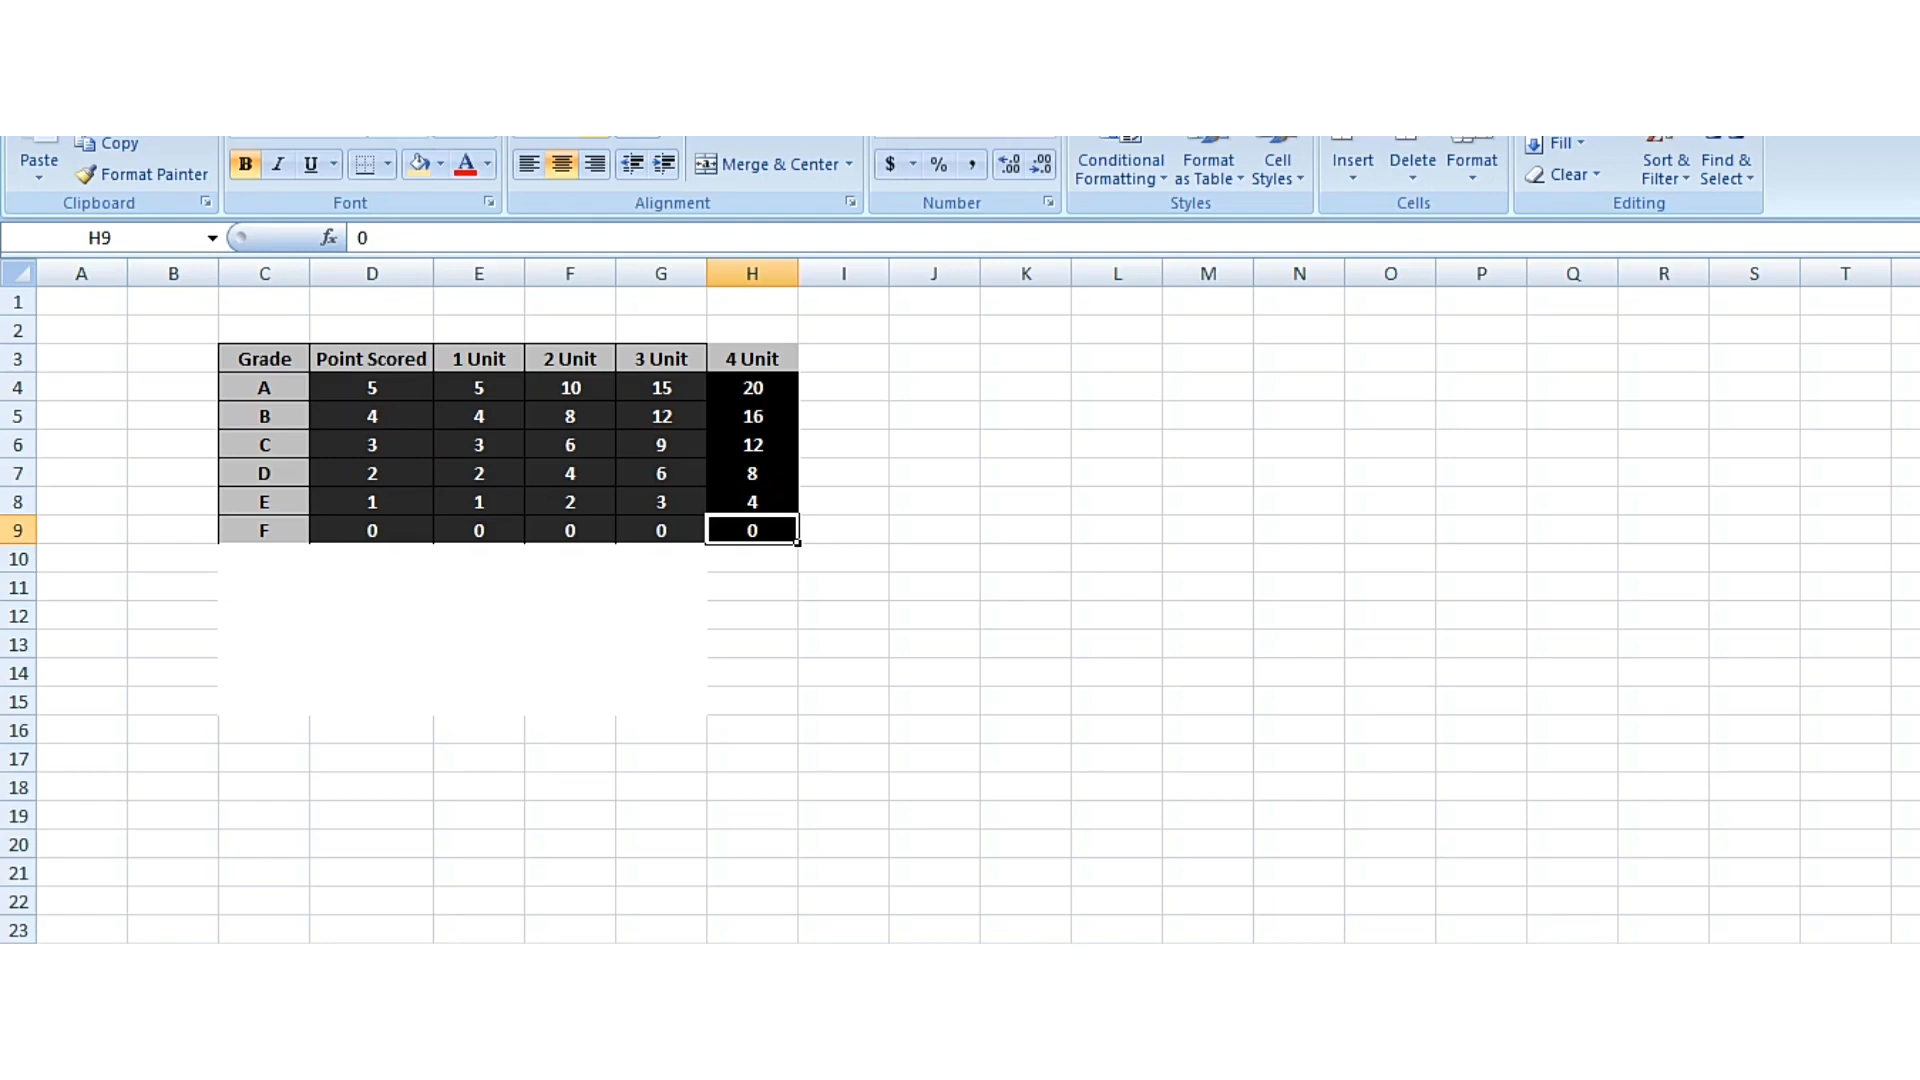 Copy
Fill
Paste
B I U A
Merge & Center
$ % , .0 .00 .00 .0
Conditional Formatting
Format as Table
Cell Styles
Insert
Delete
Format
Sort & Filter
Find & Select
Format Painter
Clear
Clipboard
Font
Alignment
Number
Styles
Cells
Editing
H9 fx 0
A B C D E F G H I J K L M N O P Q R S T
1
2
3 Grade Point Scored 1 Unit 2 Unit 3 Unit 4 Unit
4 A 5 5 10 15 20
5 B 4 4 8 12 16
6 C 3 3 6 9 12
7 D 2 2 4 6 8
8 E 1 1 2 3 4
9 F 0 0 0 0 0
10
11
12
13
14
15
16
17
18
19
20
21
22
23